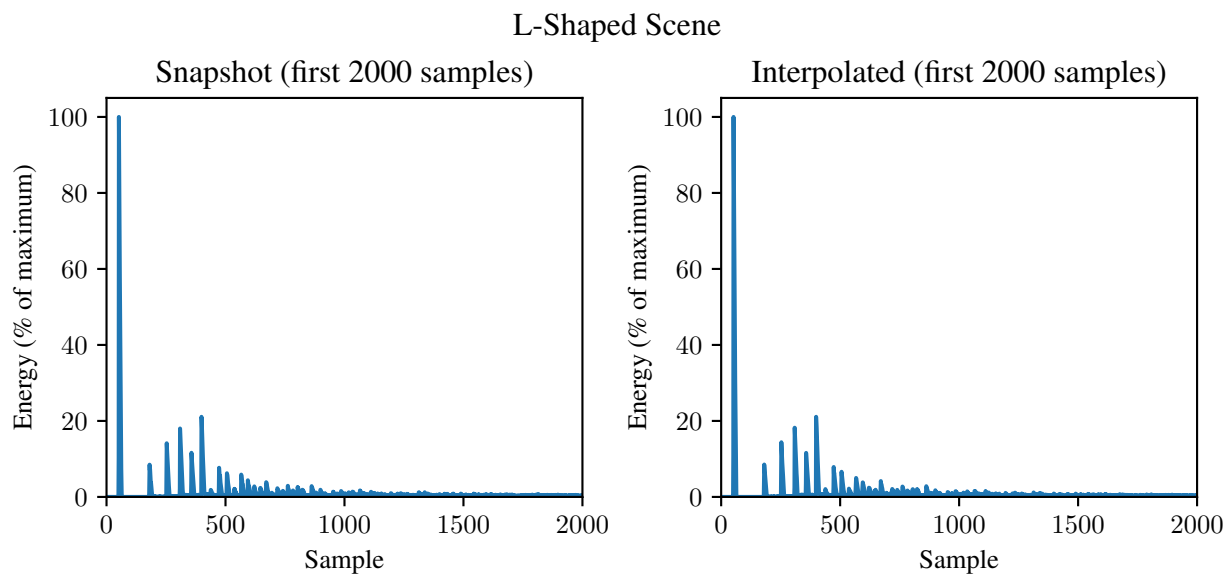 L-Shaped Scene
Snapshot (first 2000 samples)
100
80
60
40
20
0
Energy (% of maximum)
0 500 1000 1500 2000
Sample
Interpolated (first 2000 samples)
100
80
60
40
20
0
Energy (% of maximum)
0 500 1000 1500 2000
Sample